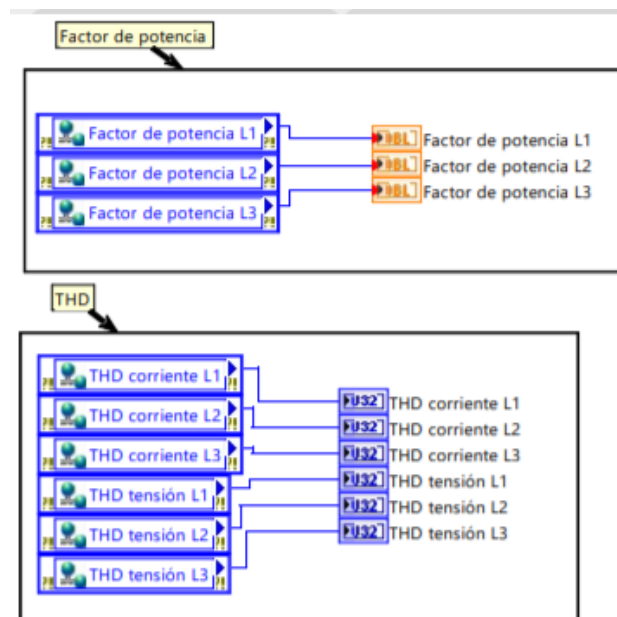 Factor de potencia
Factor de potencia L1
DBL
Factor de potencia L1
Factor de potencia L2
DBL
Factor de potencia L2
Factor de potencia L3
DBL
Factor de potencia L3
THD
THD corriente L1
U32
THD corriente L1
THD corriente L2
U32
THD corriente L2
THD corriente L3
U32
THD corriente L3
THD tensión L1
U32
THD tensión L1
THD tensión L2
U32
THD tensión L2
THD tensión L3
U32
THD tensión L3